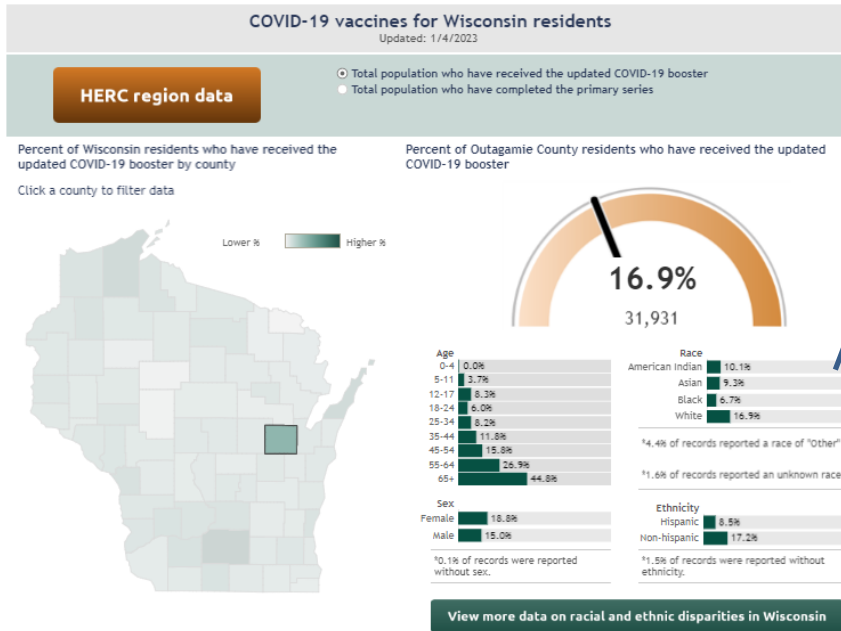 COVID-19 vaccines for Wisconsin residents
Updated: 1/4/2023
HERC region data
Total population who have received the updated COVID-19 booster
Total population who have completed the primary series
Percent of Wisconsin residents who have received the
updated COVID-19 booster by county
Click a county to filter data
Lower %
Higher %
Percent of Outagamie County residents who have received the updated
COVID-19 booster
16.9%
31,931
Age
0-4 0.0%
5-11 3.7%
12-17 8.3%
18-24 6.0%
25-34 8.2%
35-44 11.8%
45-54 15.8%
55-64 26.9%
65+ 44.8%
Sex
Female 18.8%
Male 15.0%
*0.1% of records were reported
without sex.
Race
American Indian 10.1%
Asian 9.3%
Black 6.7%
White 16.9%
*4.4% of records reported a race of "Other"
*1.6% of records reported an unknown race
Ethnicity
Hispanic 8.5%
Non-hispanic 17.2%
*1.5% of records were reported without
ethnicity.
View more data on racial and ethnic disparities in Wisconsin